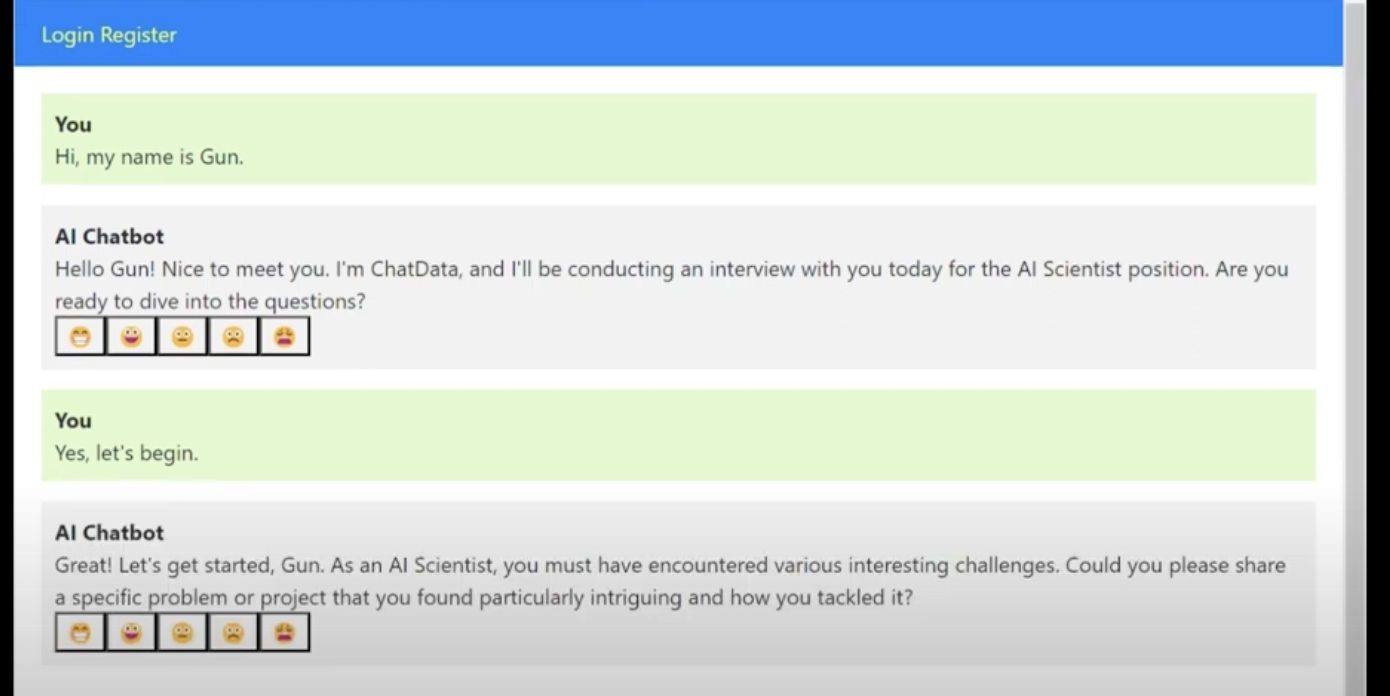 Login Register
You
Hi, my name is Gun.
AI Chatbot
Hello Gun! Nice to meet you. I'm ChatData, and I'll be conducting an interview with you today for the AI Scientist position. Are you
ready to dive into the questions?
You
Yes, let's begin.
AI Chatbot
Great! Let's get started, Gun. As an AI Scientist, you must have encountered various interesting challenges. Could you please share
a specific problem or project that you found particularly intriguing and how you tackled it?